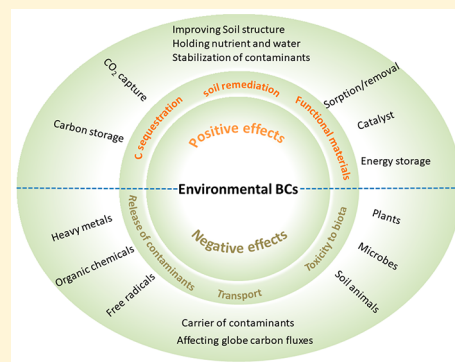 Improving Soil structure
Holding nutrient and water
Stabilization of contaminants
CO2 capture
Carbon storage
C sequestration
soil remediation
Functional materials
Sorption/removal
Catalyst
Energy storage
Positive effects
Environmental BCs
Negative effects
Release of contaminants
Transport
Toxicity to biota
Heavy metals
Organic chemicals
Free radicals
Plants
Microbes
Soil animals
Carrier of contaminants
Affecting globe carbon fluxes